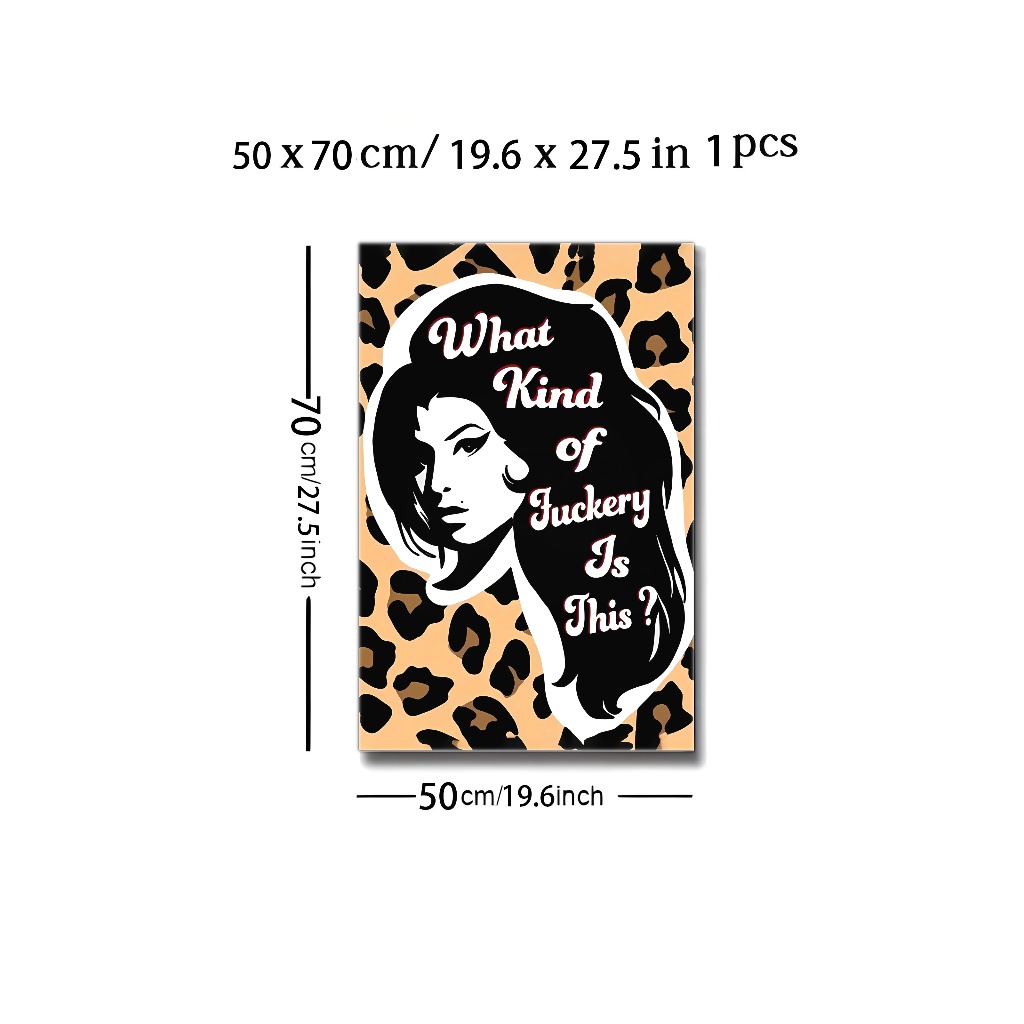 50 x 70 cm/ 19.6 x 27.5 in 1 pcs
What
Kind
of
Fuckery
Is
This ?
70 cm/27.5 inch
50 cm/19.6 inch